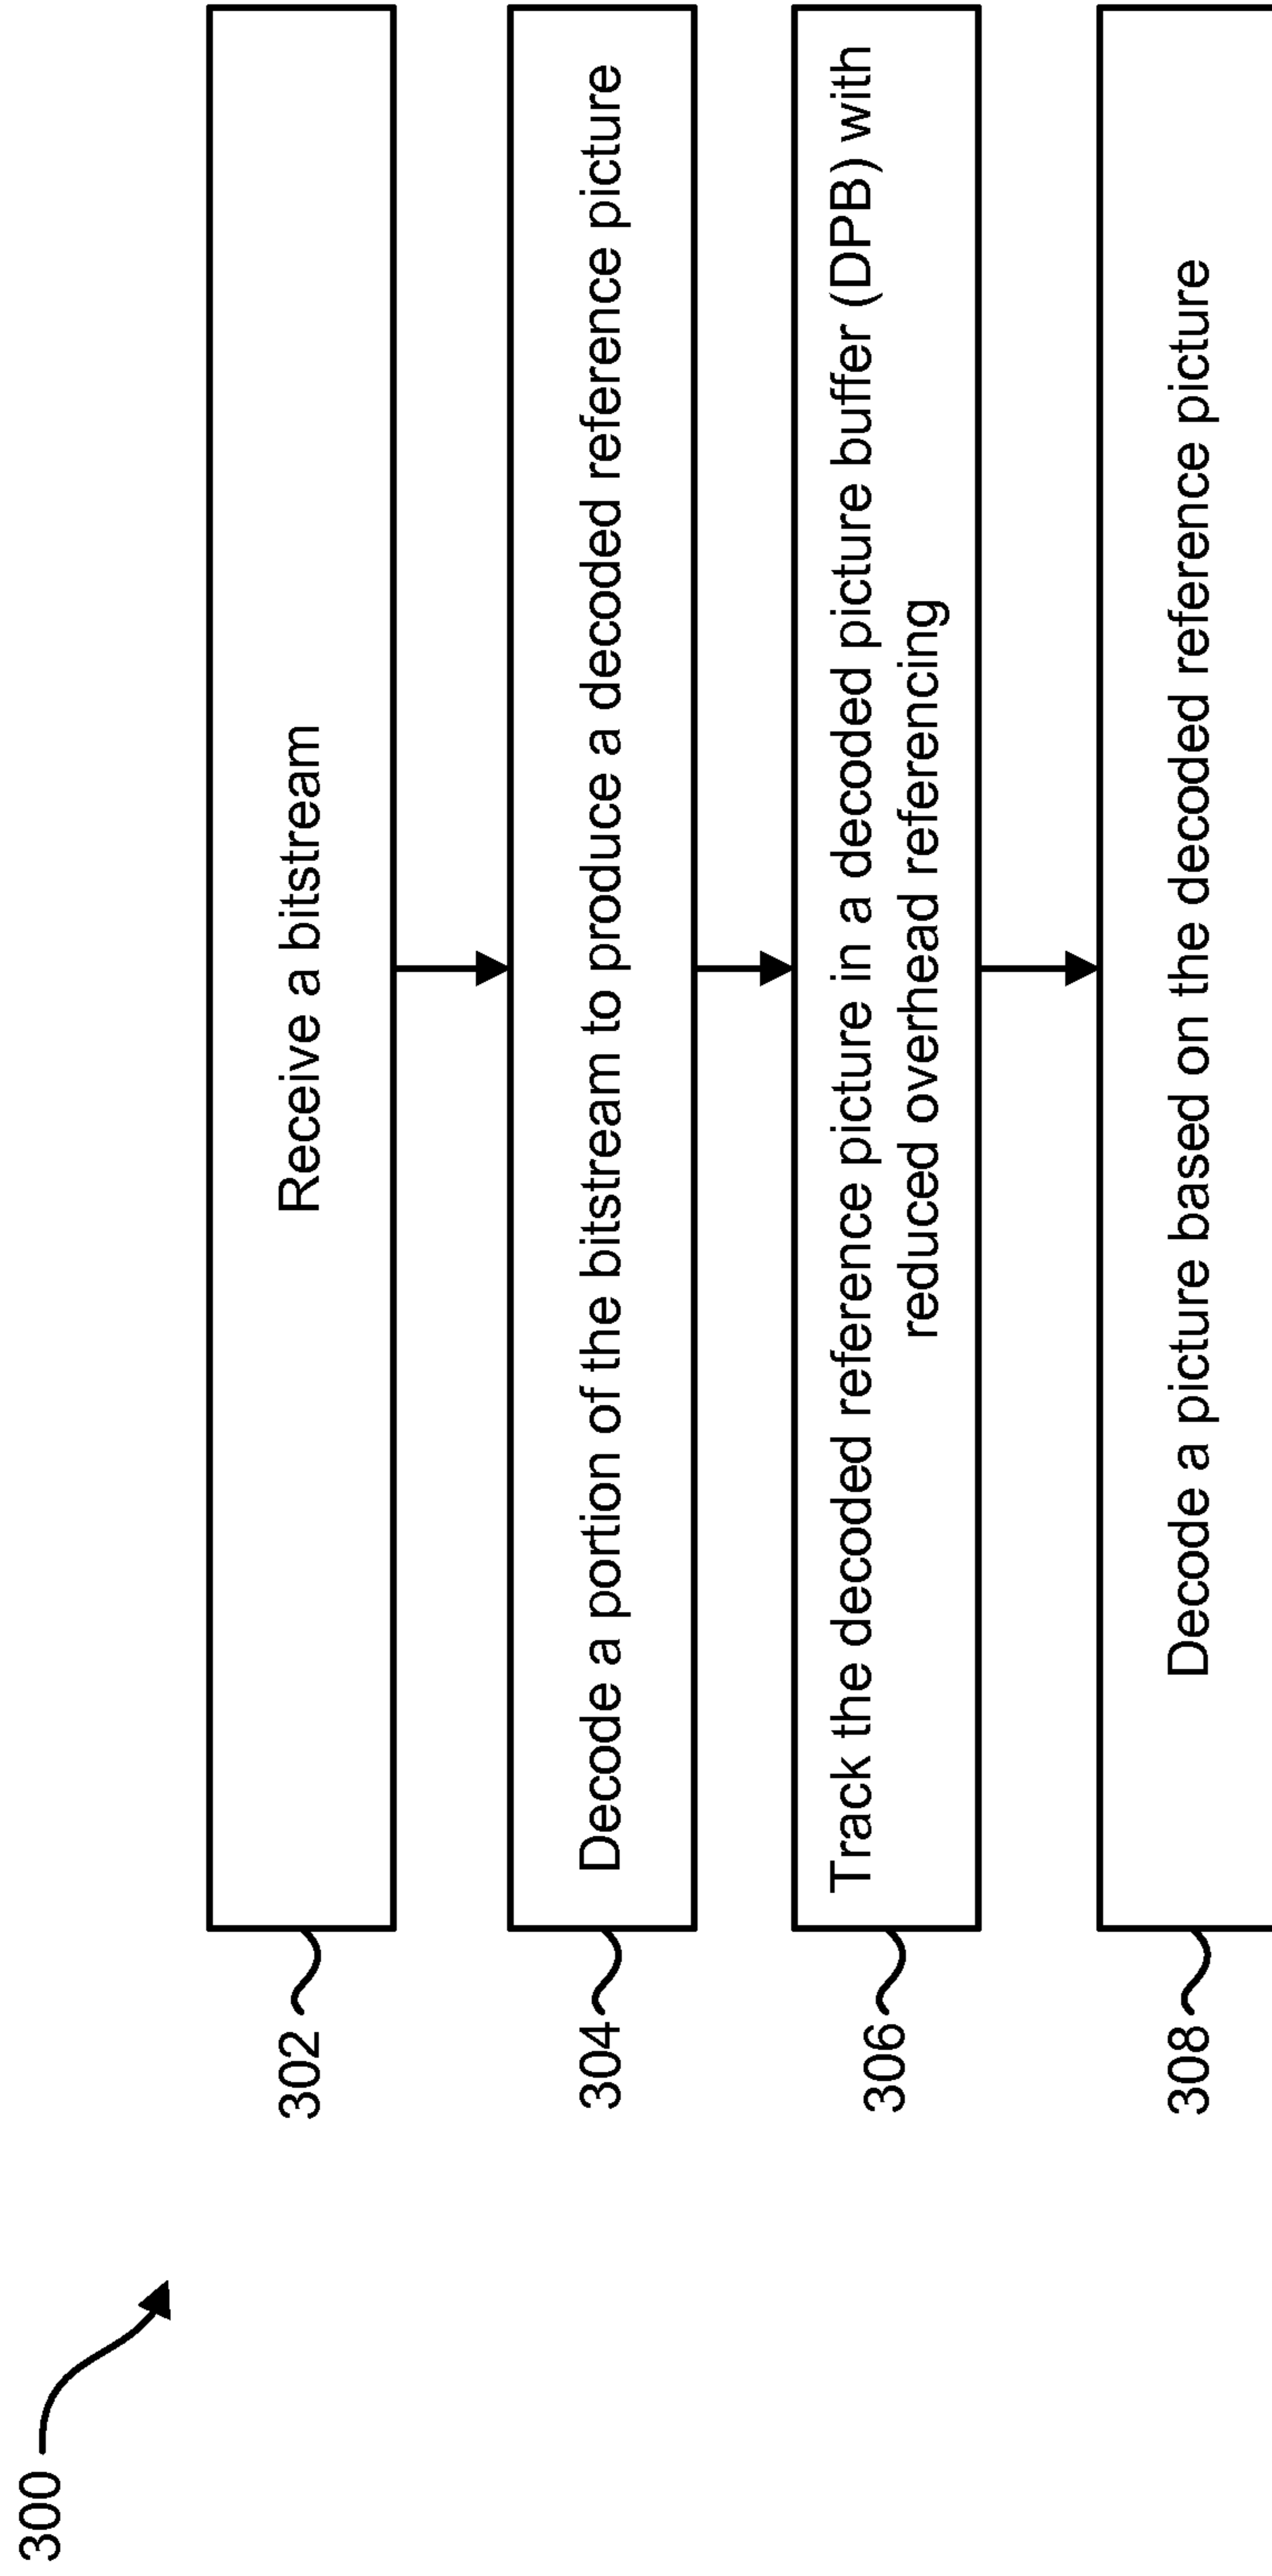 300
302
Receive a bitstream
304
Decode a portion of the bitstream to produce a decoded reference picture
306
Track the decoded reference picture in a decoded picture buffer (DPB) with
reduced overhead referencing
308
Decode a picture based on the decoded reference picture